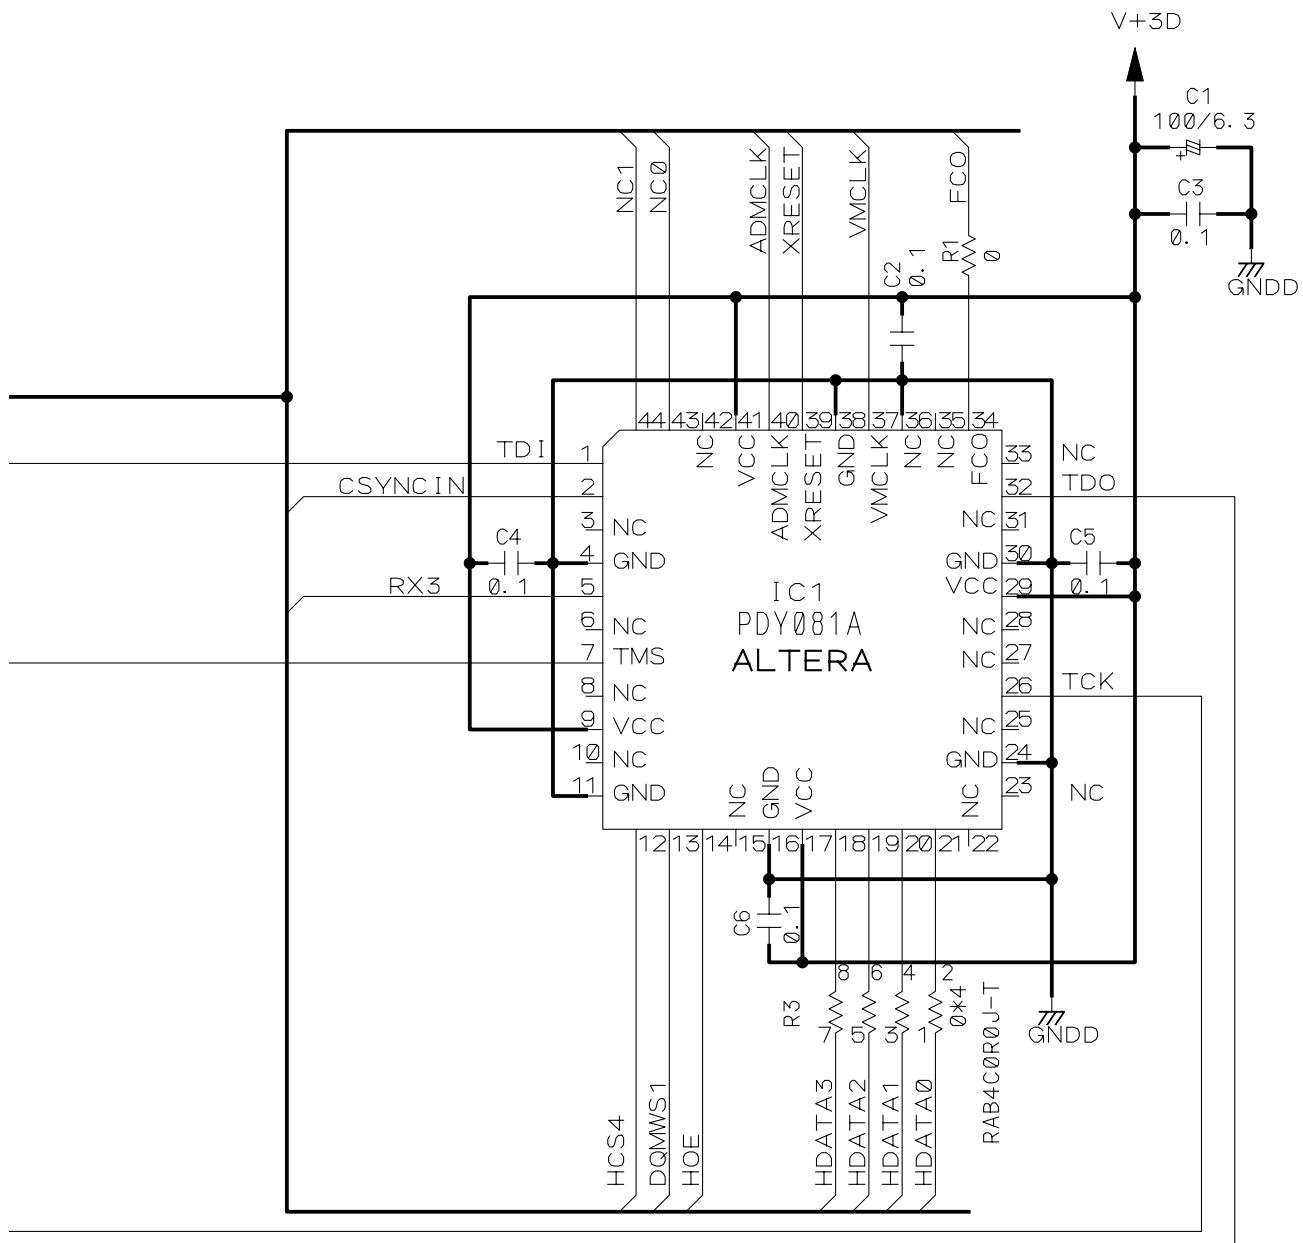 V+3D
C1
100/6.3
C3
0.1
GNDD
NC1
NC0
ADMCLK
XRESET
VMCLK
FCO
R1
0
C2
0.1
44 43 42 41 40 39 38 37 36 35 34
NC
VCC
ADMCLK
XRESET
GND
VMCLK
NC
NC
FCO
TDI
1
CSYNCIN
2
3 NC
C4
0.1
4 GND
RX3
5
6 NC
7 TMS
8 NC
9 VCC
10 NC
11 GND
IC1
PDY081A
ALTERA
33 NC
32 TDO
NC 31
GND 30
C5
0.1
VCC 29
NC 28
NC 27
26 TCK
NC 25
GND 24
23 NC
NC
GND
VCC
NC
12 13 14 15 16 17 18 19 20 21 22
C6
0.1
8 6 4 2
R3
7 5 3 1
0*4
RAB4C0R0J-T
GNDD
HCS4
DQMWS1
HOE
HDATA3
HDATA2
HDATA1
HDATA0